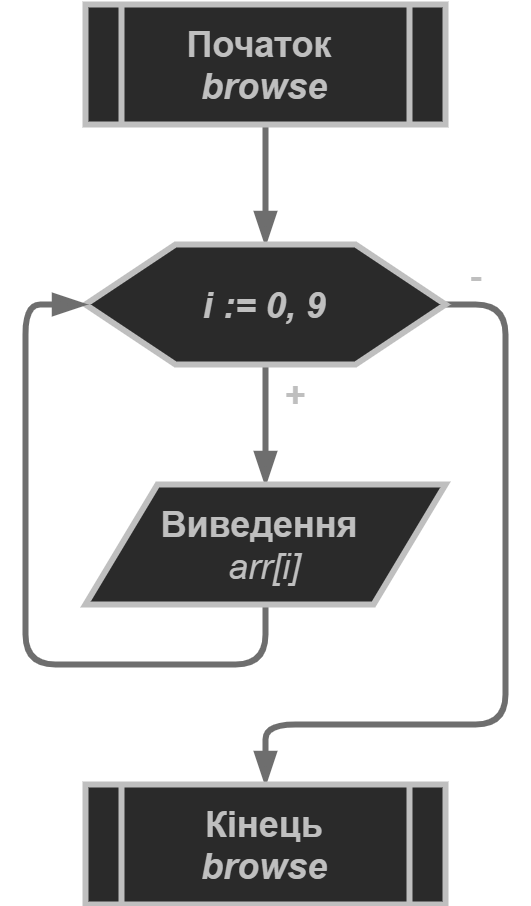 Початок
browse
i := 0, 9
-
+
Виведення
arr[i]
Кінець
browse